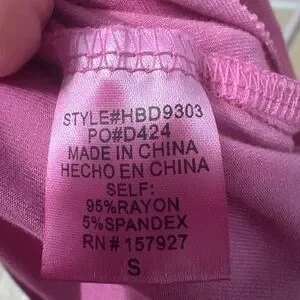 STYLE#HBD9303
PO#D424
MADE IN CHINA
HECHO EN CHINA
SELF:
95%RAYON
5%SPANDEX
RN # 157927
S